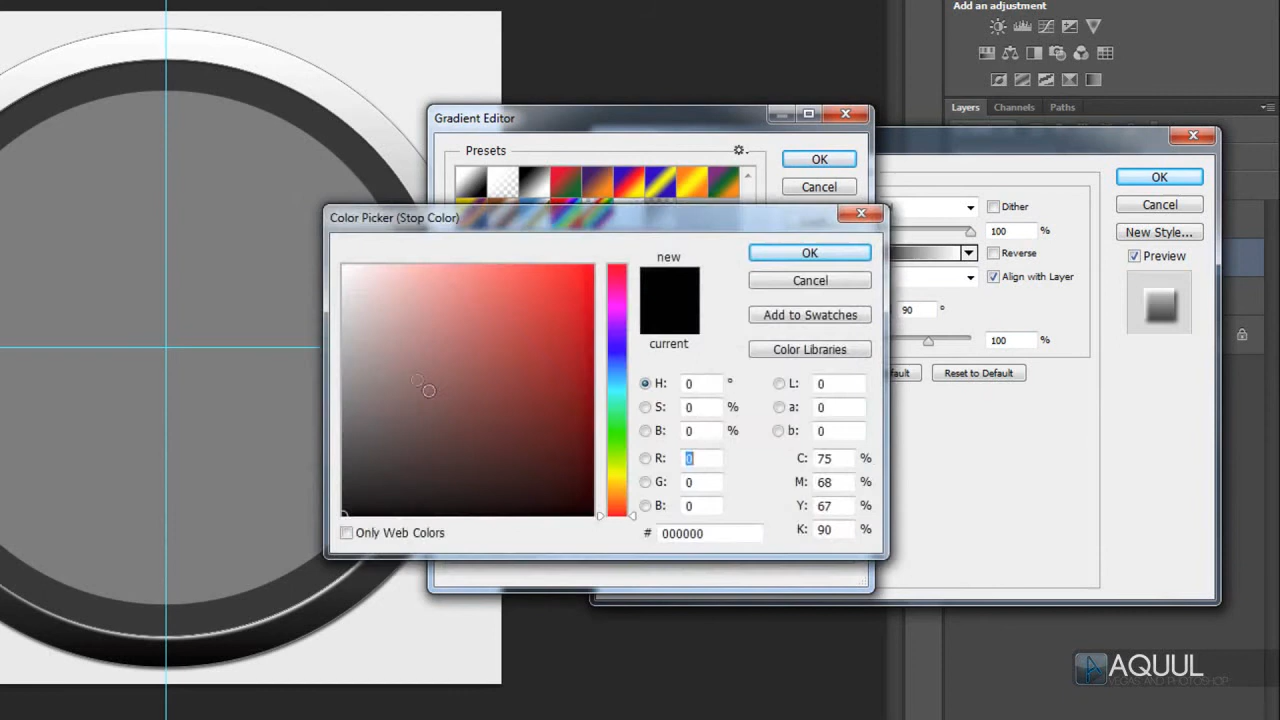 Add an adjustment
Layers Channels Paths
Gradient Editor
Presets
OK
Cancel
Color Picker (Stop Color)
new
current
OK
Cancel
Add to Swatches
Color Libraries
H: 0 °
S: 0 %
B: 0 %
R: 0
G: 0
B: 0
# 000000
L: 0
a: 0
b: 0
C: 75 %
M: 68 %
Y: 67 %
K: 90 %
Only Web Colors
Dither
100 %
Reverse
Align with Layer
90 °
100 %
Reset to Default
OK
Cancel
New Style...
Preview
AQUUL
VEGAS AND PHOTOSHOP